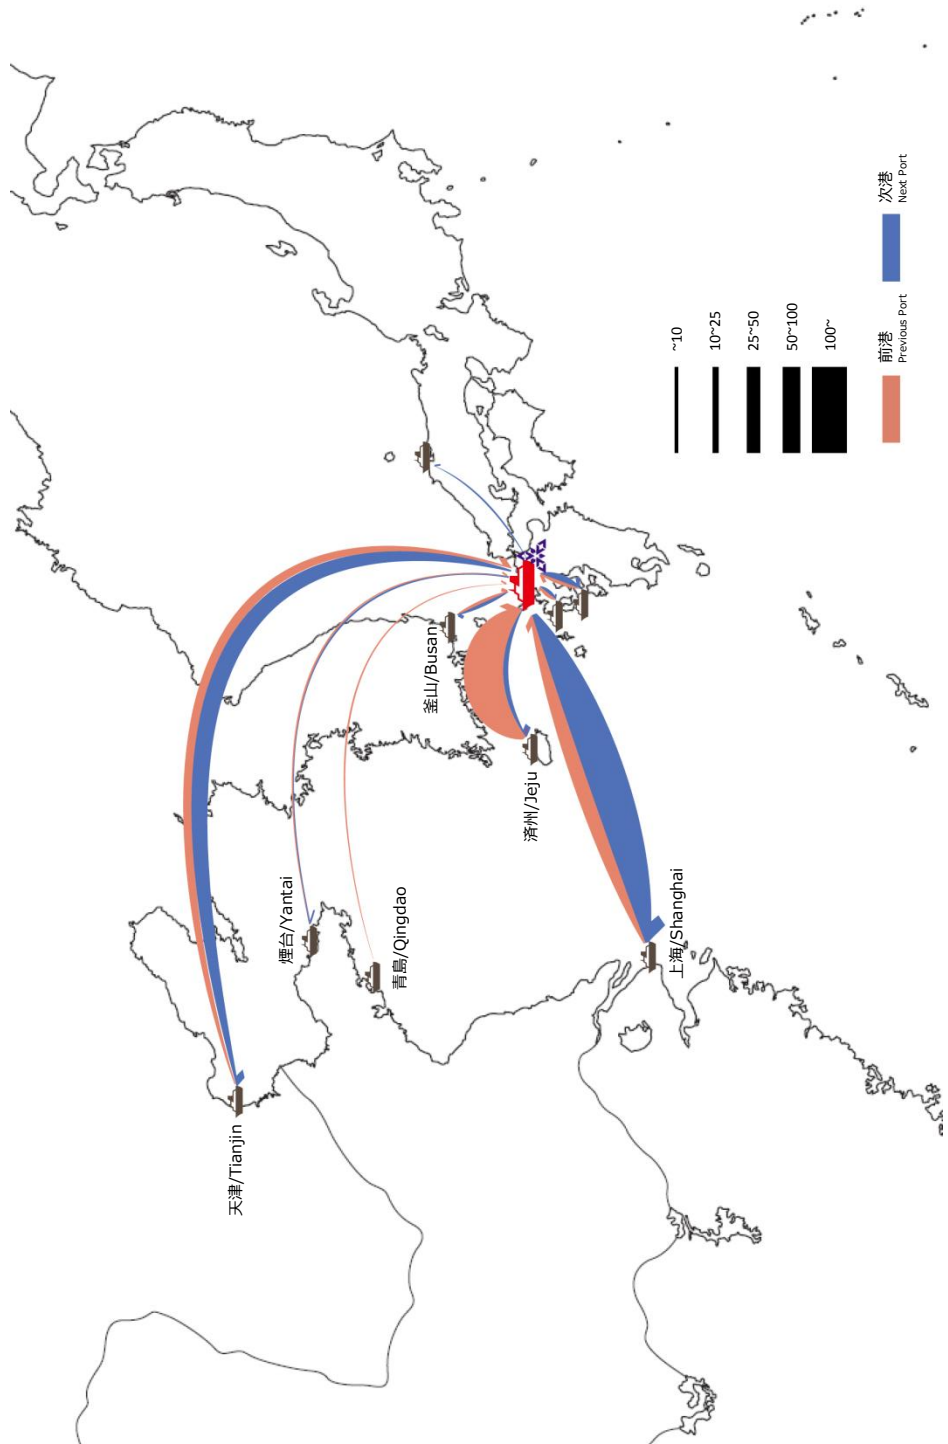 天津/Tianjin
煙台/Yantai
青島/Qingdao
釜山/Busan
済州/Jeju
上海/Shanghai
~10
10~25
25~50
50~100
100~
前港
Previous Port
次港
Next Port